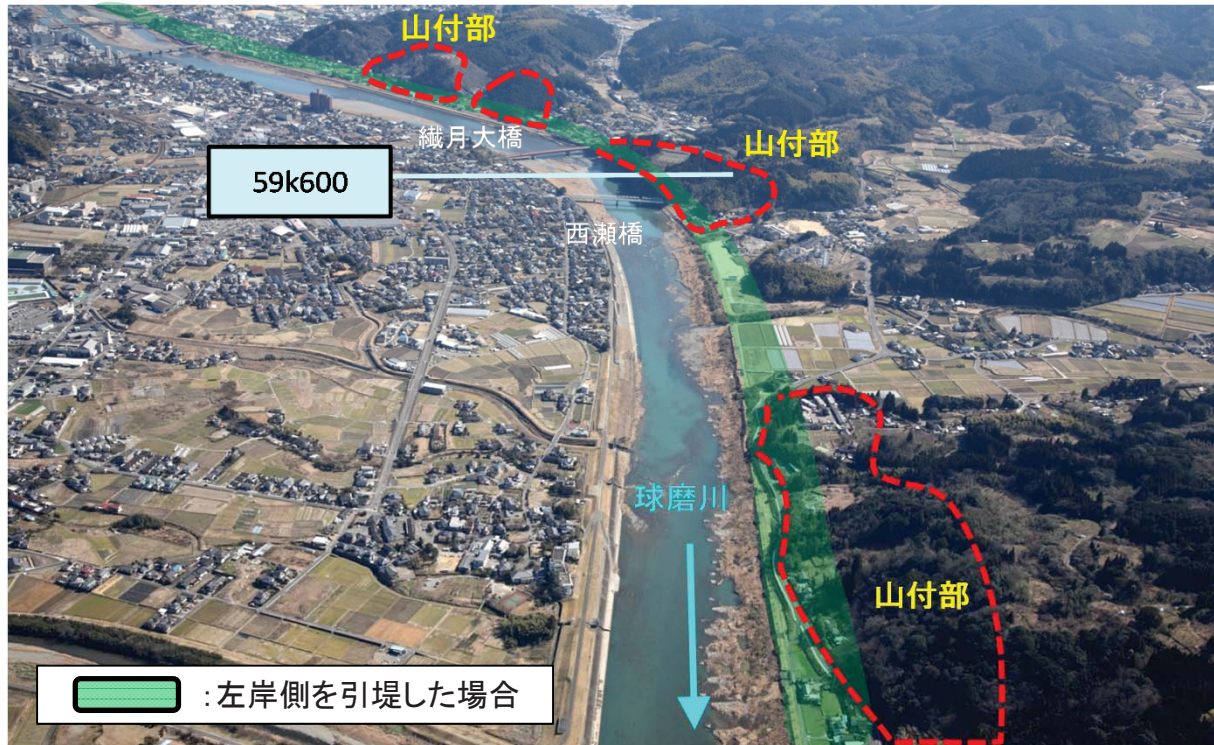 山付部
繊月大橋
山付部
59k600
西瀬橋
球磨川
山付部
：左岸側を引堤した場合